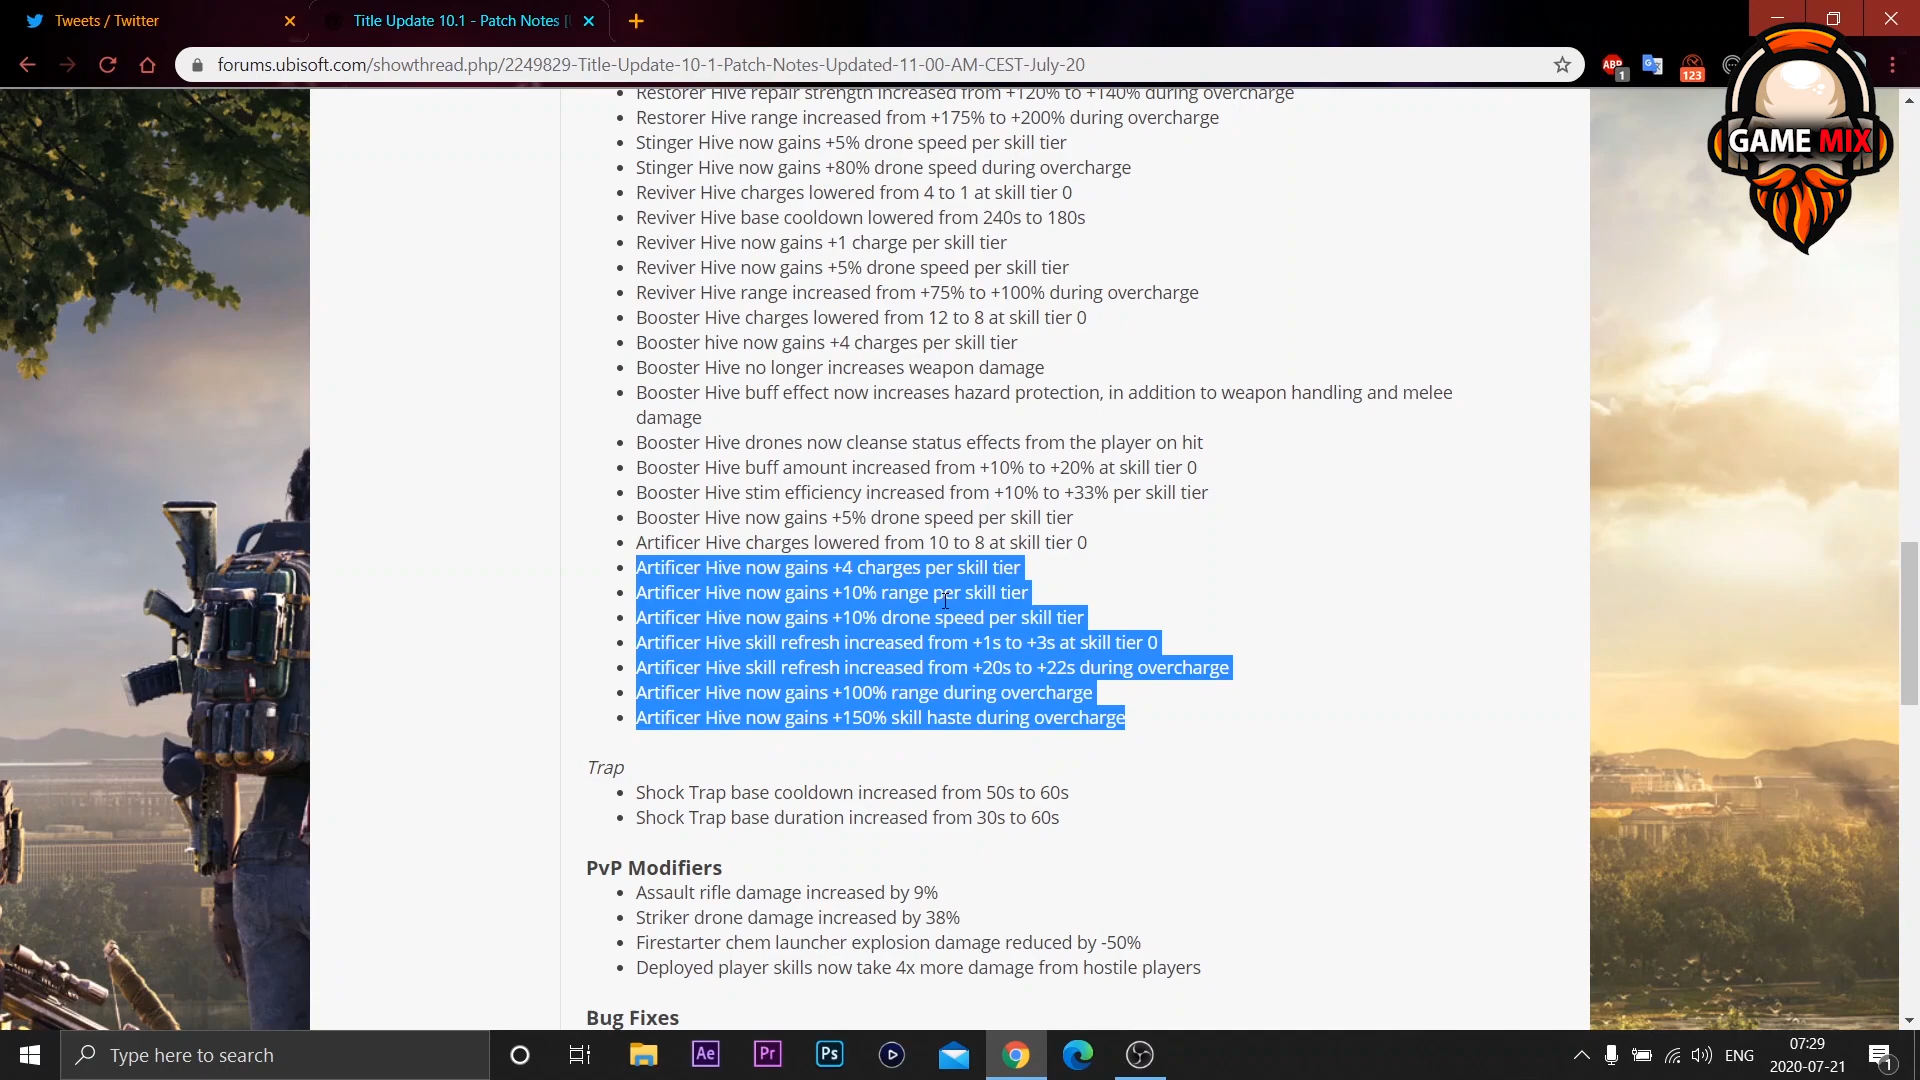 Tweets / Twitter
Title Update 10.1 - Patch Notes [
forums.ubisoft.com/showthread.php/2249829-Title-Update-10-1-Patch-Notes-Updated-11-00-AM-CEST-July-20
ABP
1
123
GAME MIX
Restorer Hive repair strength increased from +120% to +140% during overcharge
Restorer Hive range increased from +175% to +200% during overcharge
Stinger Hive now gains +5% drone speed per skill tier
Stinger Hive now gains +80% drone speed during overcharge
Reviver Hive charges lowered from 4 to 1 at skill tier 0
Reviver Hive base cooldown lowered from 240s to 180s
Reviver Hive now gains +1 charge per skill tier
Reviver Hive now gains +5% drone speed per skill tier
Reviver Hive range increased from +75% to +100% during overcharge
Booster Hive charges lowered from 12 to 8 at skill tier 0
Booster hive now gains +4 charges per skill tier
Booster Hive no longer increases weapon damage
Booster Hive buff effect now increases hazard protection, in addition to weapon handling and melee
damage
Booster Hive drones now cleanse status effects from the player on hit
Booster Hive buff amount increased from +10% to +20% at skill tier 0
Booster Hive stim efficiency increased from +10% to +33% per skill tier
Booster Hive now gains +5% drone speed per skill tier
Artificer Hive charges lowered from 10 to 8 at skill tier 0
Artificer Hive now gains +4 charges per skill tier
Artificer Hive now gains +10% range per skill tier
Artificer Hive now gains +10% drone speed per skill tier
Artificer Hive skill refresh increased from +1s to +3s at skill tier 0
Artificer Hive skill refresh increased from +20s to +22s during overcharge
Artificer Hive now gains +100% range during overcharge
Artificer Hive now gains +150% skill haste during overcharge
Trap
Shock Trap base cooldown increased from 50s to 60s
Shock Trap base duration increased from 30s to 60s
PvP Modifiers
Assault rifle damage increased by 9%
Striker drone damage increased by 38%
Firestarter chem launcher explosion damage reduced by -50%
Deployed player skills now take 4x more damage from hostile players
Bug Fixes
Type here to search
Ae
Pr
Ps
ENG
07:29
2020-07-21
1